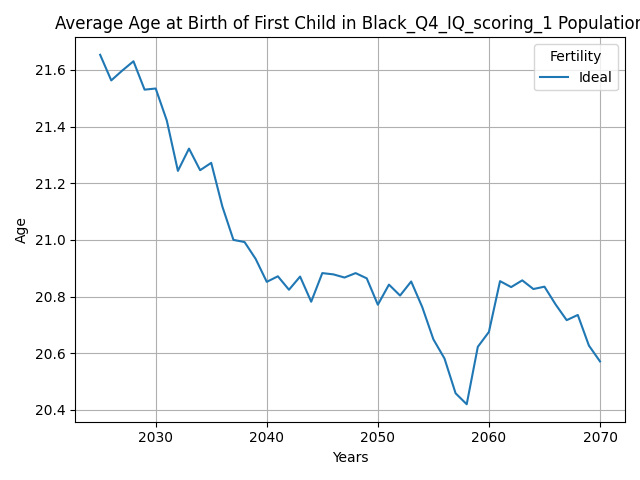 Average Age at Birth of First Child in Black_Q4_IQ_scoring_1 Population
Fertility
Ideal
21.6
21.4
21.2
21.0
20.8
20.6
20.4
Age
2030 2040 2050 2060 2070
Years